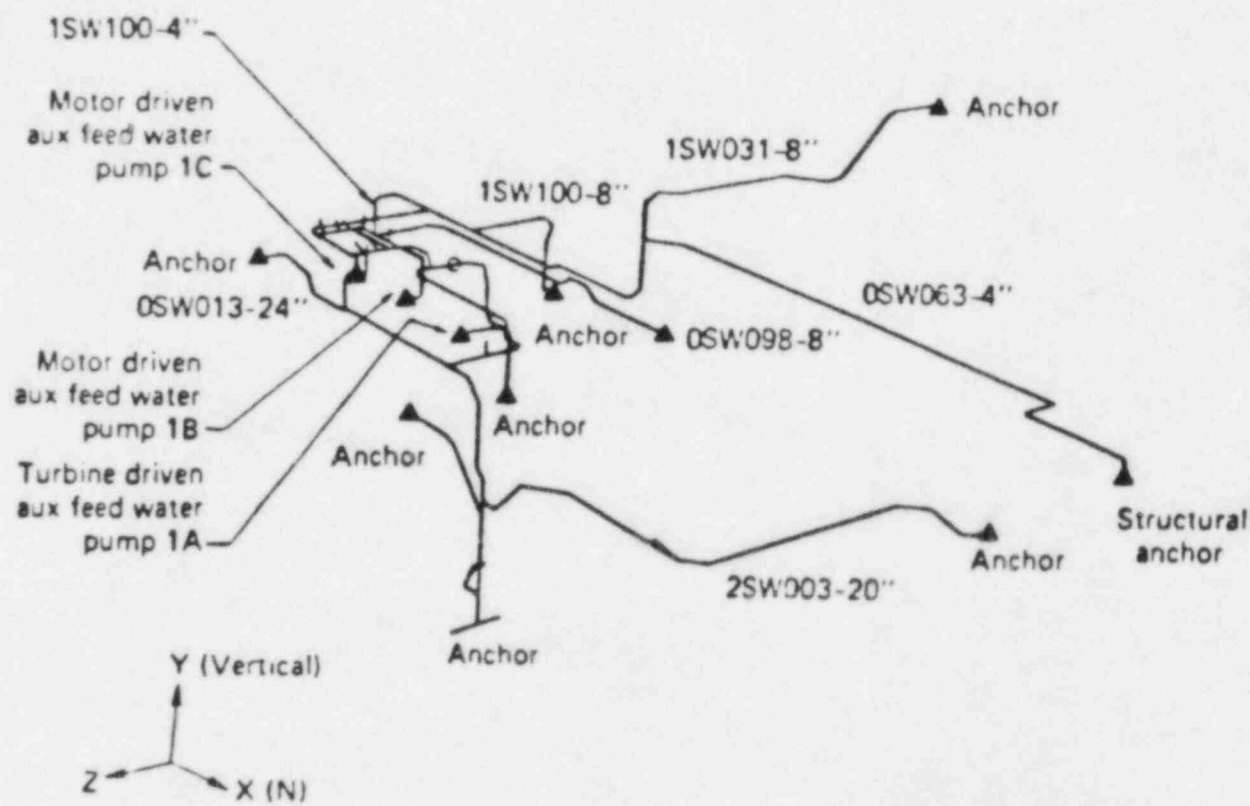 1SW100-4''
Motor driven
aux feed water
pump 1C
Anchor
1SW031-8''
1SW100-8''
Anchor
0SW013-24''
0SW063-4''
Anchor
0SW098-8''
Motor driven
aux feed water
pump 1B
Anchor
Anchor
Turbine driven
aux feed water
pump 1A
Structural
anchor
Anchor
2SW003-20''
Anchor
Y (Vertical)
Z
X (N)